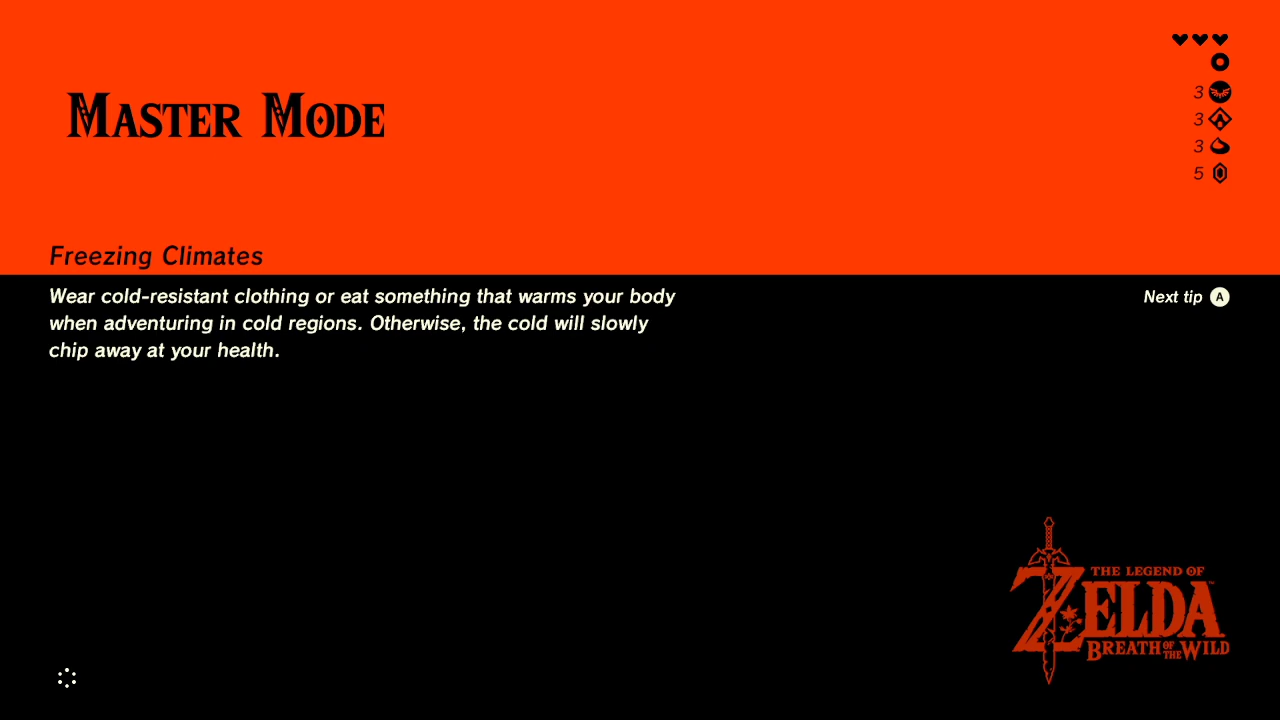 Master Mode
3
3
3
5
Freezing Climates
Wear cold-resistant clothing or eat something that warms your body
when adventuring in cold regions. Otherwise, the cold will slowly
chip away at your health.
Next tip A
THE LEGEND OF
ZELDA™
BREATH OF THE WILD